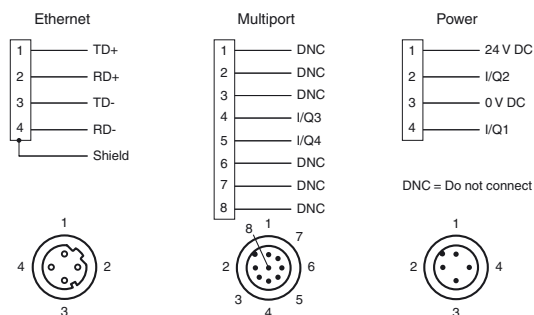 Ethernet
1 TD+
2 RD+
3 TD-
4 RD-
Shield
Multiport
1 DNC
2 DNC
3 DNC
4 I/Q3
5 I/Q4
6 DNC
7 DNC
8 DNC
Power
1 24 V DC
2 I/Q2
3 0 V DC
4 I/Q1
DNC = Do not connect
1
4 2
3
8 1 7
2 6
3 5
4
1
2 4
3